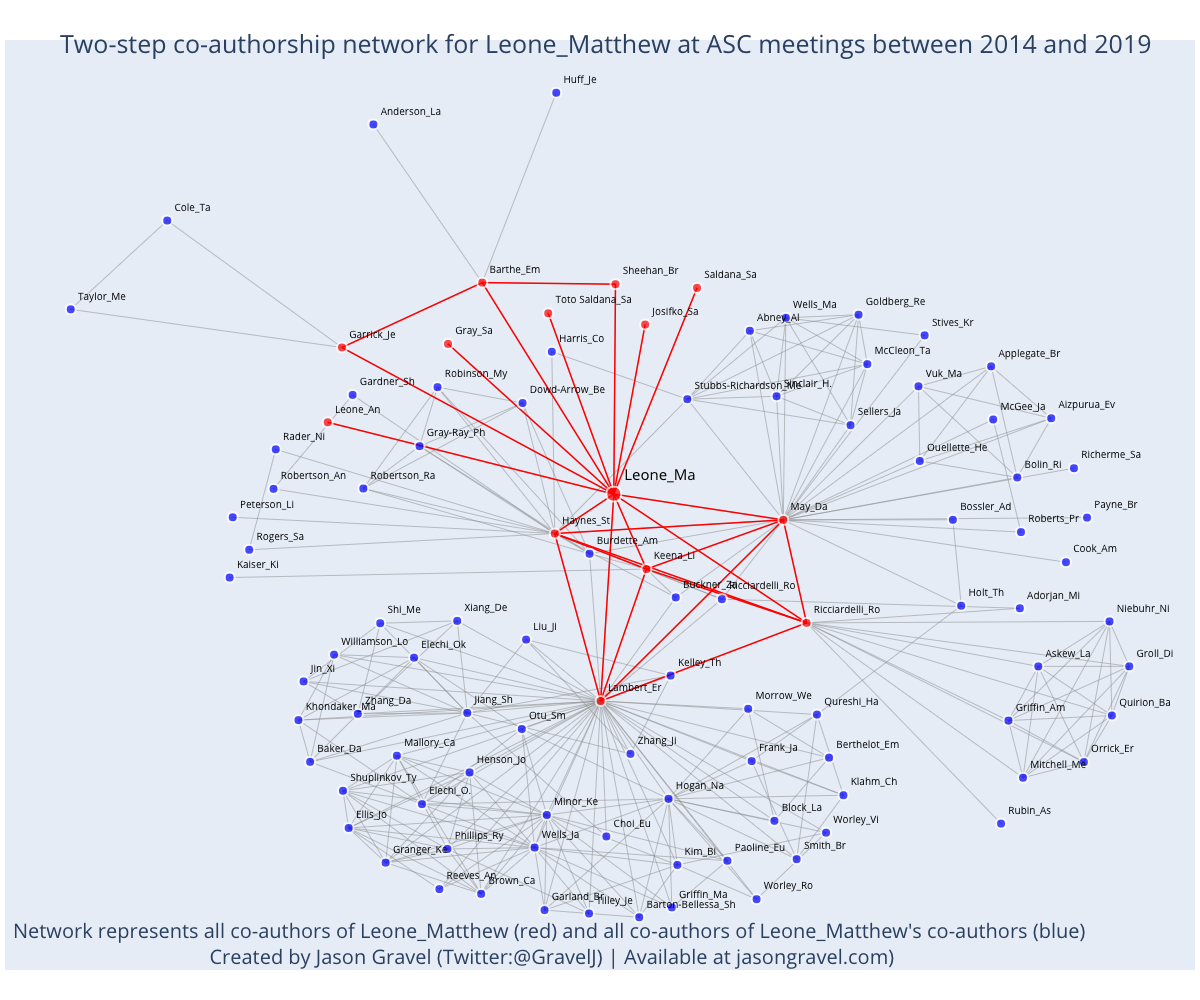 Two-step co-authorship network for Leone_Matthew at ASC meetings between 2014 and 2019
Huff_Je
Anderson_La
Cole_Ta
Barthe_Em
Sheehan_Br
Saldana_Sa
Taylor_Me
Toto Saldana_Sa
Josifko_Sa
Wells_Ma
Goldberg_Re
Abney_Al
Stives_Kr
Garrick_Je
Gray_Sa
Harris_Co
McCleon_Ta
Applegate_Br
Gardner_Sh
Robinson_My
Dowd-Arrow_Be
Stubbs-Richardson_Me
Sinclair_H.
Vuk_Ma
Leone_An
Sellers_Ja
McGee_Ja
Aizpurua_Ev
Rader_Ni
Gray-Ray_Ph
Ouellette_He
Richerme_Sa
Robertson_An
Robertson_Ra
Leone_Ma
Bolin_Ri
Peterson_Li
May_Da
Bossler_Ad
Payne_Br
Haynes_St
Roberts_Pr
Rogers_Sa
Burdette_Am
Keena_Li
Cook_Am
Kaiser_Ki
Buckner_Za
Ricciardelli_Ro
Holt_Th
Adorjan_Mi
Shi_Me
Xiang_De
Liu_Ji
Ricciardelli_Ro
Niebuhr_Ni
Williamson_Lo
Elechi_Ok
Kelley_Th
Askew_La
Groll_Di
Jin_Xi
Lambert_Er
Khondaker_Ma
Zhang_Da
Jiang_Sh
Morrow_We
Qureshi_Ha
Griffin_Am
Quirion_Ba
Otu_Sm
Baker_Da
Mallory_Ca
Henson_Jo
Zhang_Ji
Frank_Ja
Berthelot_Em
Orrick_Er
Mitchell_Me
Shuplinkov_Ty
Elechi_O.
Hogan_Na
Klahm_Ch
Ellis_Jo
Minor_Ke
Block_La
Rubin_As
Phillips_Ry
Wells_Ja
Choi_Eu
Worley_Vi
Granger_Ke
Kim_Bi
Paoline_Eu
Smith_Br
Reeves_An
Brown_Ca
Worley_Ro
Garland_Br
Tilley_Je
Griffin_Ma
Barton-Bellessa_Sh
Network represents all co-authors of Leone_Matthew (red) and all co-authors of Leone_Matthew's co-authors (blue)
Created by Jason Gravel (Twitter:@GravelJ) | Available at jasongravel.com)